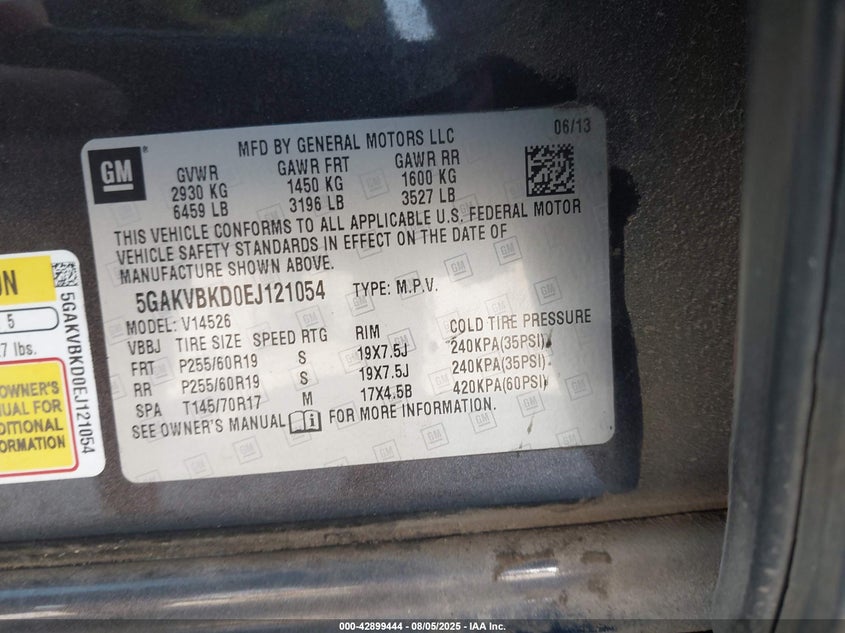 MFD BY GENERAL MOTORS LLC 06/13
GM
GVWR GAWR FRT GAWR RR
2930 KG 1450 KG 1600 KG
6459 LB 3196 LB 3527 LB
THIS VEHICLE CONFORMS TO ALL APPLICABLE U.S. FEDERAL MOTOR
VEHICLE SAFETY STANDARDS IN EFFECT ON THE DATE OF
MANUFACTURE SHOWN ABOVE.
5GAKVBKD0EJ121054 TYPE: M.P.V.
MODEL: V14526
VBBJ TIRE SIZE SPEED RTG RIM COLD TIRE PRESSURE
FRT P255/60R19 S 19X7.5J 240KPA(35PSI)
RR P255/60R19 S 19X7.5J 240KPA(35PSI)
SPA T145/70R17 M 17X4.5B 420KPA(60PSI)
SEE OWNER'S MANUAL FOR MORE INFORMATION.
5
lbs.
OWNER'S
FOR
5GAKVBKD0EJ121054
000-42899444 - 08/05/2025 - IAA Inc.